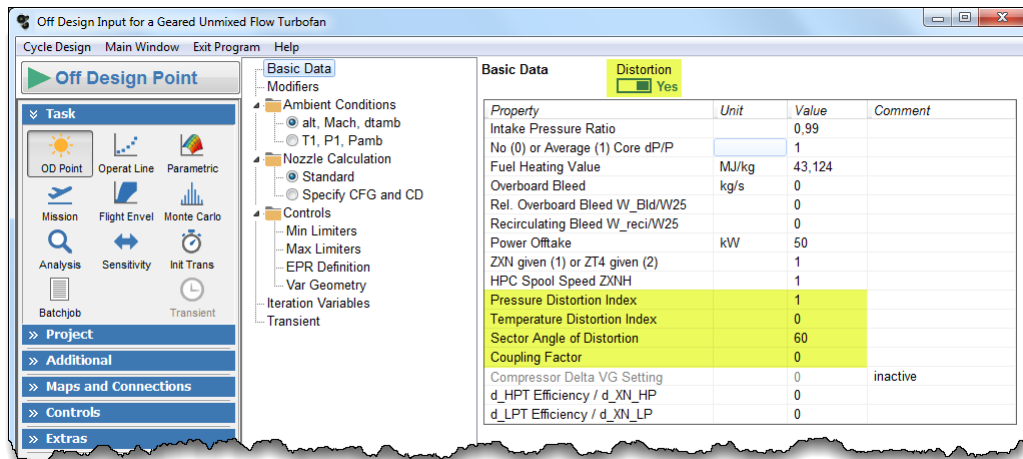 Off Design Input for a Geared Unmixed Flow Turbofan
Cycle Design Main Window Exit Program Help
Off Design Point
Task
OD Point Operat Line Parametric
Mission Flight Envel Monte Carlo
Analysis Sensitivity Init Trans
Batchjob Transient
» Project
» Additional
» Maps and Connections
» Controls
» Extras
Basic Data
Modifiers
Ambient Conditions
alt, Mach, dtamb
T1, P1, Pamb
Nozzle Calculation
Standard
Specify CFG and CD
Controls
Min Limiters
Max Limiters
EPR Definition
Var Geometry
Iteration Variables
Transient
Basic Data Distortion
Yes
Property Unit Value Comment
Intake Pressure Ratio 0,99
No (0) or Average (1) Core dP/P 1
Fuel Heating Value MJ/kg 43,124
Overboard Bleed kg/s 0
Rel. Overboard Bleed W_Bld/W25 0
Recirculating Bleed W_reci/W25 0
Power Offtake kW 50
ZXN given (1) or ZT4 given (2) 1
HPC Spool Speed ZXNH 1
Pressure Distortion Index 1
Temperature Distortion Index 0
Sector Angle of Distortion 60
Coupling Factor 0
Compressor Delta VG Setting 0 inactive
d_HPT Efficiency / d_XN_HP 0
d_LPT Efficiency / d_XN_LP 0